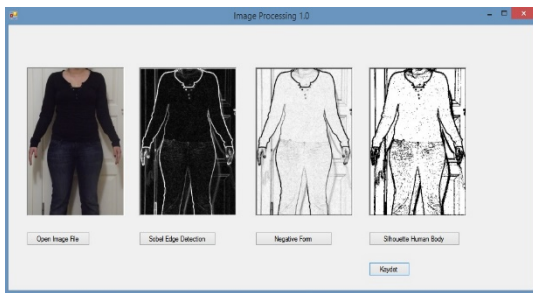 Image Processing 1.0
Open Image File
Sobel Edge Detection
Negative Form
Silhouette Human Body
Kaydet